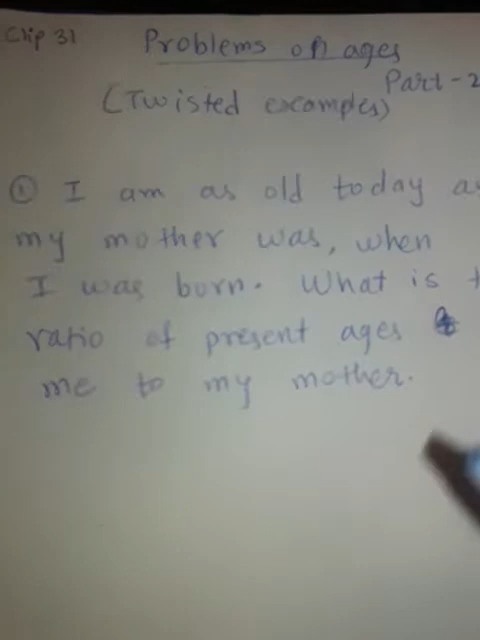 Clip 31
Problems on ages
Part-2
(Twisted examples)
① I am as old today as
my mother was, when
I was born. What is
ratio of present ages
me to my mother.